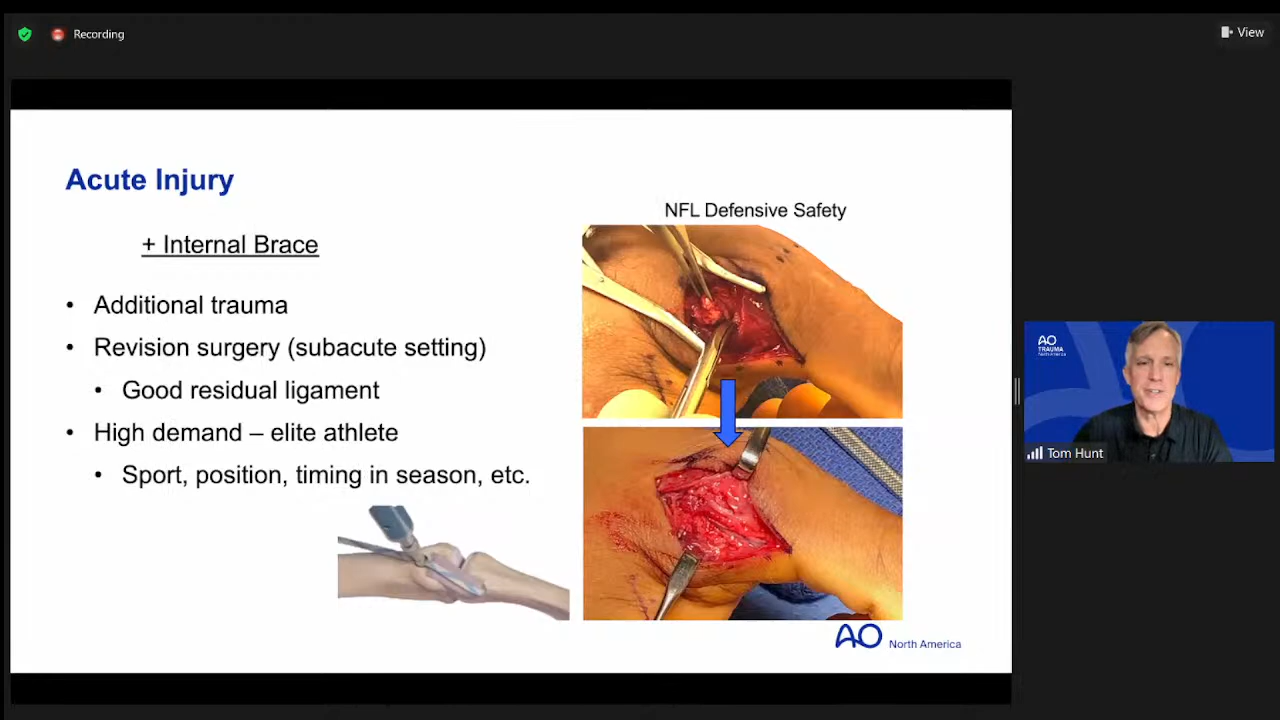 Recording
View
Acute Injury
+ Internal Brace
NFL Defensive Safety
• Additional trauma
• Revision surgery (subacute setting)
• Good residual ligament
• High demand – elite athlete
• Sport, position, timing in season, etc.
AO
TRAUMA
North America
Tom Hunt
AO North America